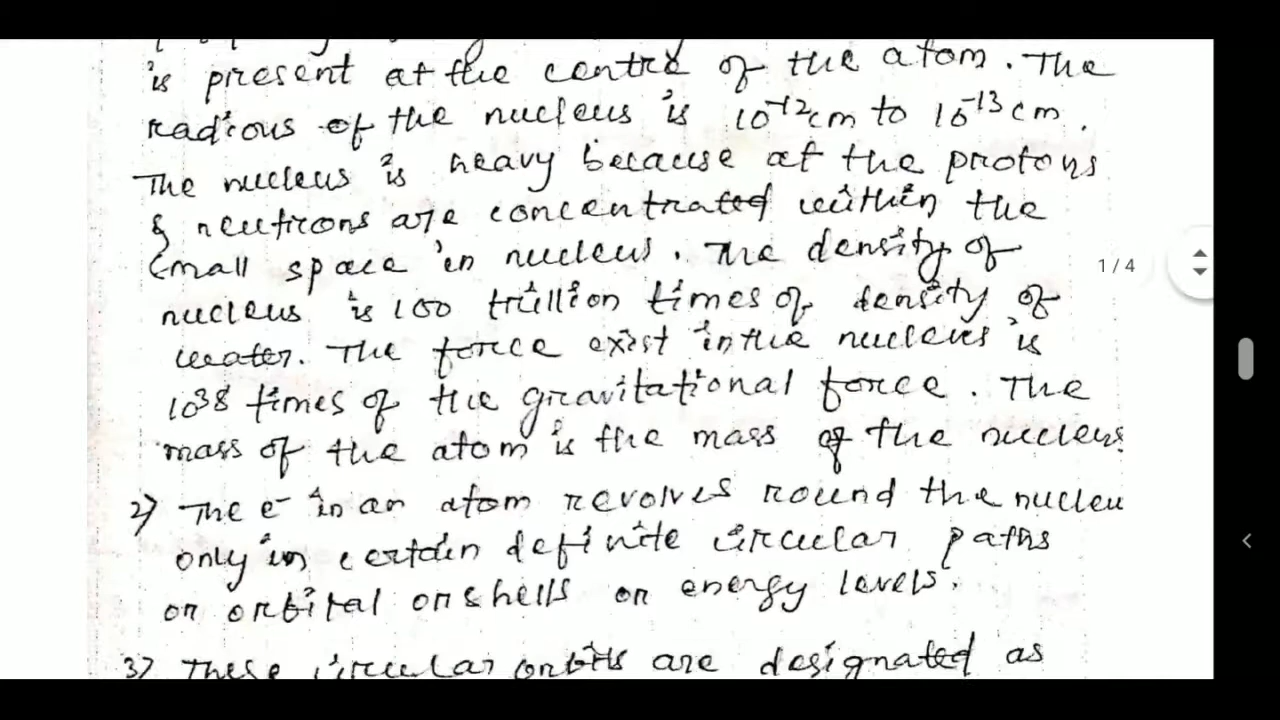 is present at the centre of the atom. The
radious of the nucleus is 10⁻¹²cm to 10⁻¹³cm.
The nucleus is heavy because at the protons
& neutrons are concentrated within the
small space in nucleus. The density of
nucleus is 100 trillion times of density of
water. The force exist in the nucleus is
10³⁸ times of the gravitational force. The
mass of the atom is the mass of the nucleus
2) The e⁻ in an atom revolves round the nucleu
only in certain definite circular paths
or orbital or shells or energy levels.
3) These circular orbits are designated as
1 / 4